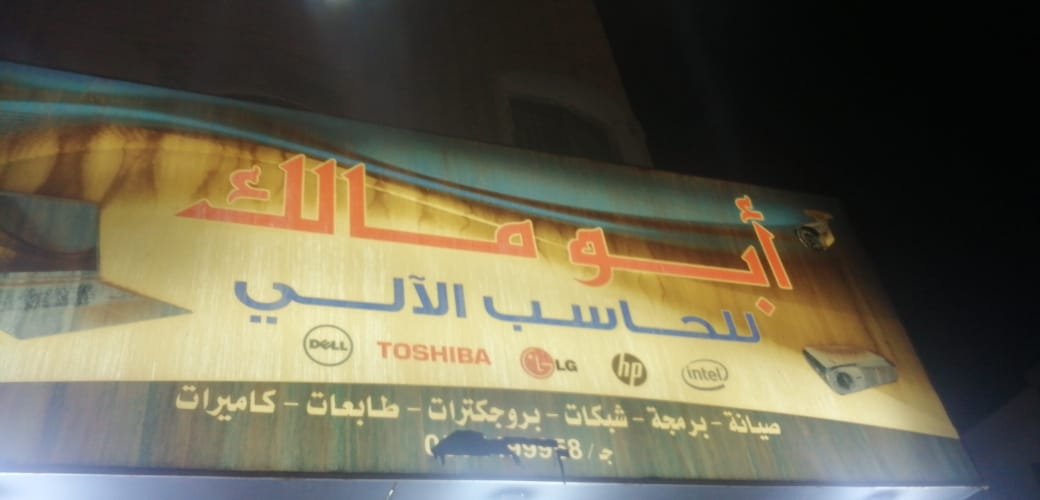 أبو مالك
للحاسب الآلي
DELL TOSHIBA LG hp intel
صيانة - برمجة - شبكات - بروجكترات - طابعات - كاميرات
ج /